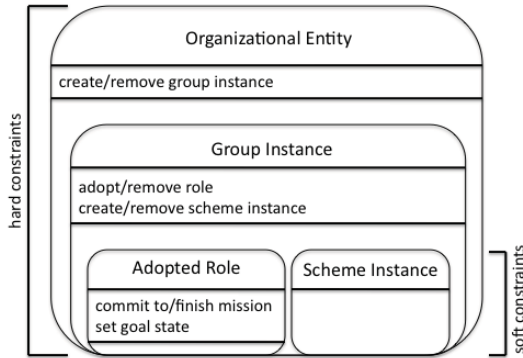 Organizational Entity
create/remove group instance
Group Instance
adopt/remove role
create/remove scheme instance
Adopted Role
commit to/finish mission
set goal state
Scheme Instance
hard constraints
soft constraints